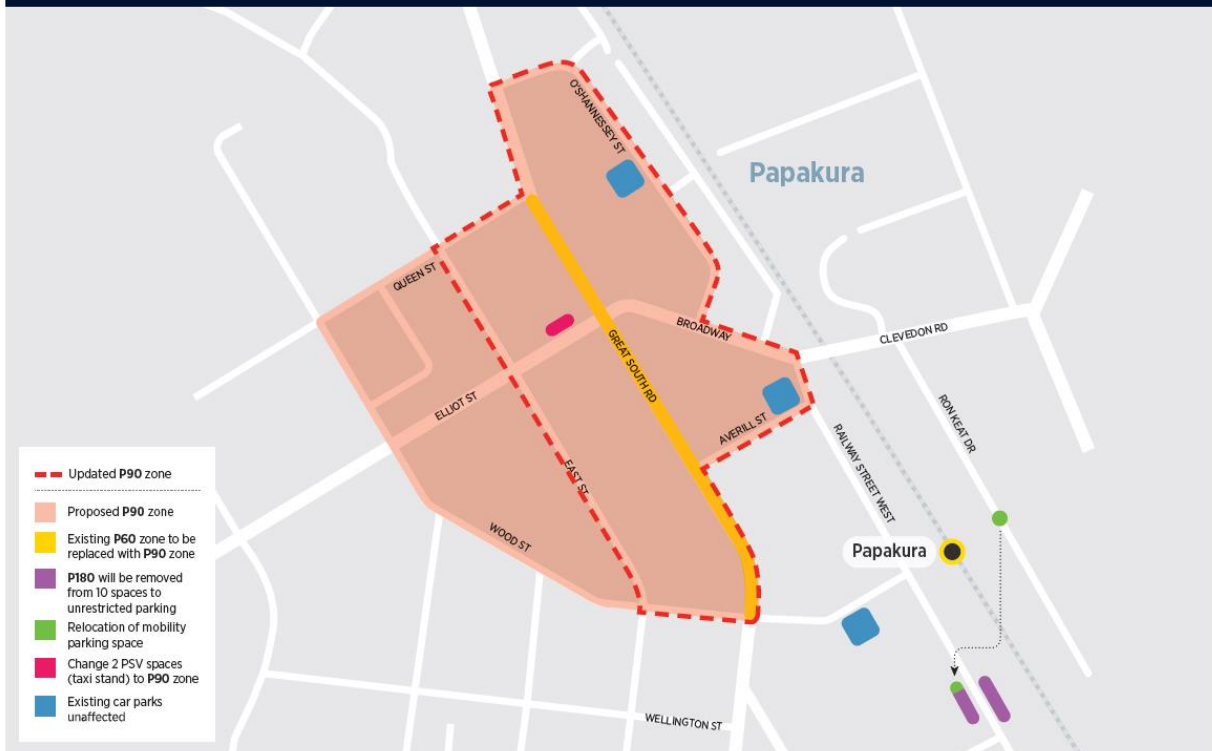 O'SHANNESSEY ST
Papakura
QUEEN ST
BROADWAY
CLEVEDON RD
GREAT SOUTH RD
ELLIOT ST
AVERILL ST
RON KEAT DR
RAILWAY STREET WEST
EAST ST
WOOD ST
Papakura
WELLINGTON ST
Updated P90 zone
Proposed P90 zone
Existing P60 zone to be
replaced with P90 zone
P180 will be removed
from 10 spaces to
unrestricted parking
Relocation of mobility
parking space
Change 2 PSV spaces
(taxi stand) to P90 zone
Existing car parks
unaffected